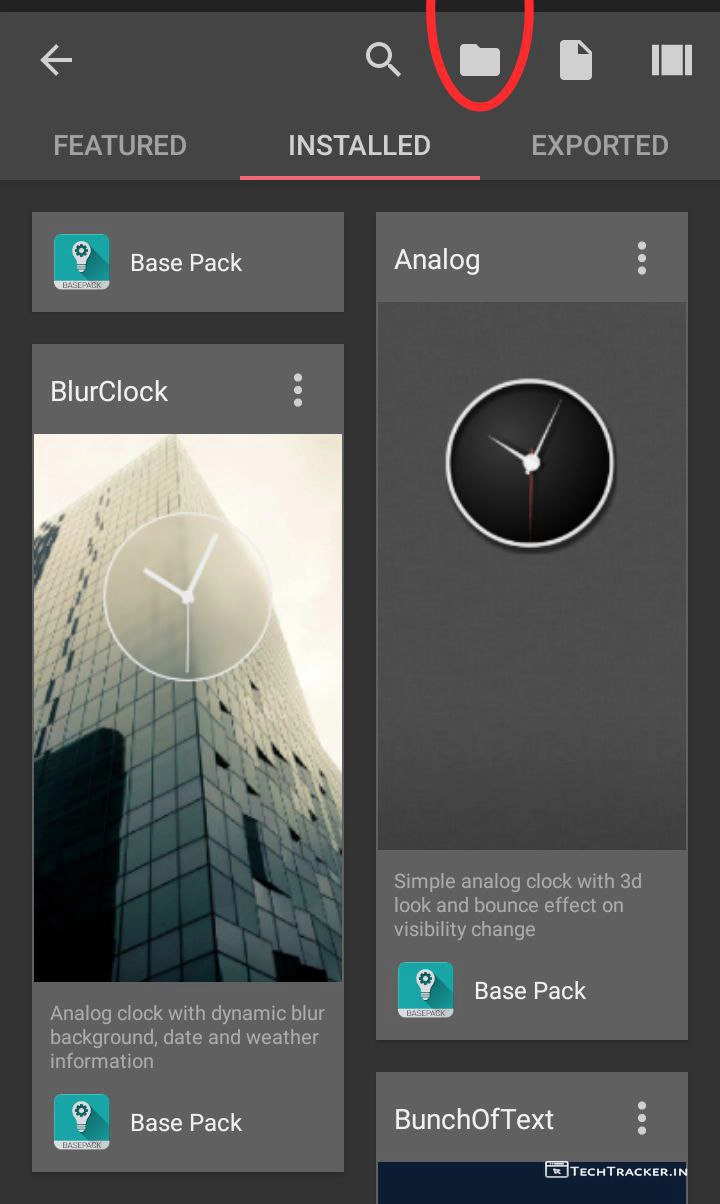 FEATURED
INSTALLED
EXPORTED
BASEPACK
Base Pack
BlurClock
Analog clock with dynamic blur
background, date and weather
information
BASEPACK
Base Pack
Analog
Simple analog clock with 3d
look and bounce effect on
visibility change
BASEPACK
Base Pack
BunchOfText
TECHTRACKER.IN